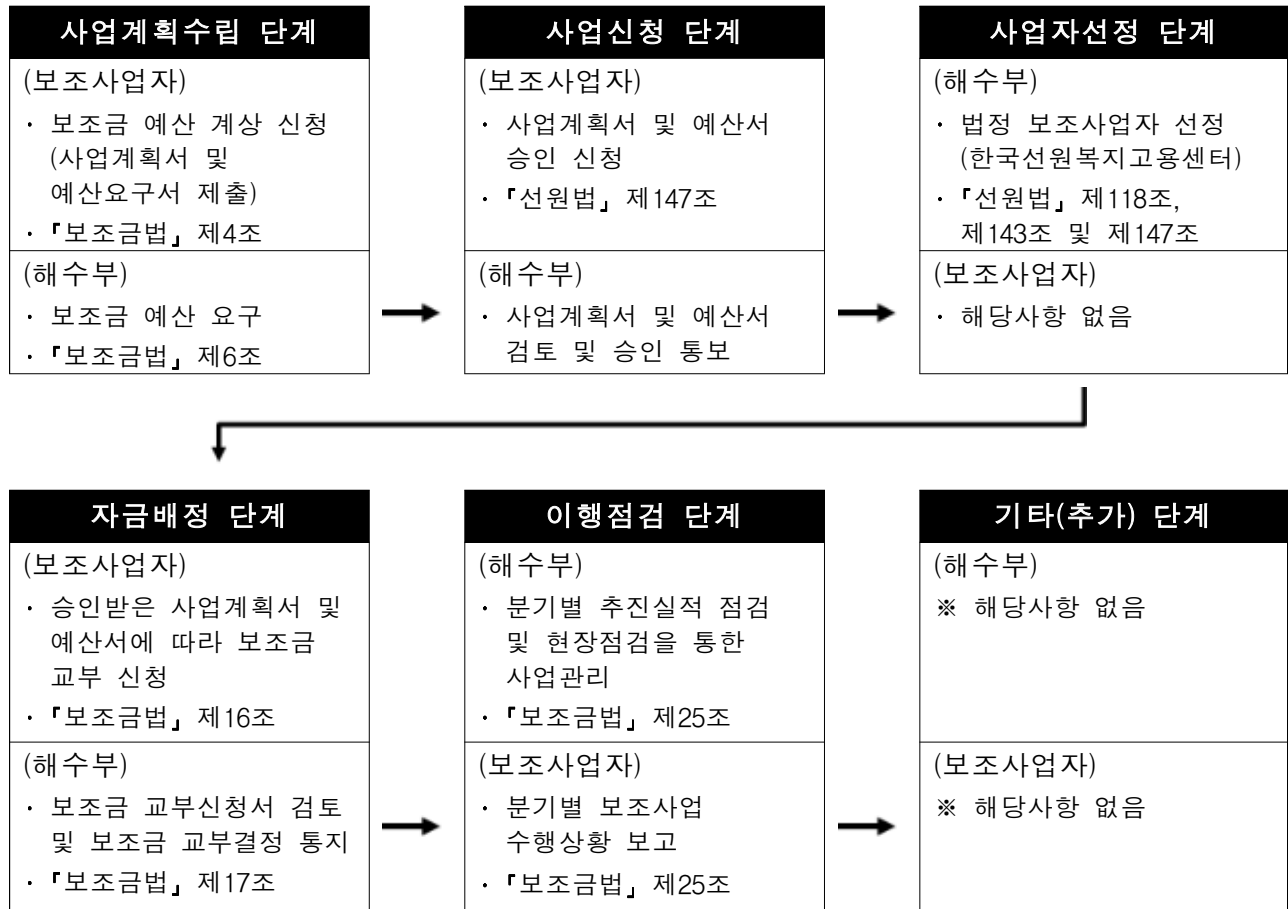 사업계획수립 단계
(보조사업자)
· 보조금 예산 계상 신청
(사업계획서 및
예산요구서 제출)
· 「보조금법」 제4조
(해수부)
· 보조금 예산 요구
· 「보조금법」 제6조
사업신청 단계
(보조사업자)
· 사업계획서 및 예산서
승인 신청
· 「선원법」 제147조
(해수부)
· 사업계획서 및 예산서
검토 및 승인 통보
사업자선정 단계
(해수부)
· 법정 보조사업자 선정
(한국선원복지고용센터)
· 「선원법」 제118조,
제143조 및 제147조
(보조사업자)
· 해당사항 없음
자금배정 단계
(보조사업자)
· 승인받은 사업계획서 및
예산서에 따라 보조금
교부 신청
· 「보조금법」 제16조
(해수부)
· 보조금 교부신청서 검토
및 보조금 교부결정 통지
· 「보조금법」 제17조
이행점검 단계
(해수부)
· 분기별 추진실적 점검
및 현장점검을 통한
사업관리
· 「보조금법」 제25조
(보조사업자)
· 분기별 보조사업
수행상황 보고
· 「보조금법」 제25조
기타(추가) 단계
(해수부)
※ 해당사항 없음
(보조사업자)
※ 해당사항 없음